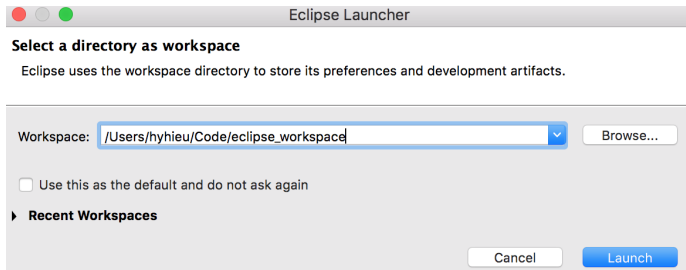 Eclipse Launcher
Select a directory as workspace
Eclipse uses the workspace directory to store its preferences and development artifacts.
Workspace: /Users/hyhieu/Code/eclipse_workspace Browse...
Use this as the default and do not ask again
Recent Workspaces
Cancel Launch